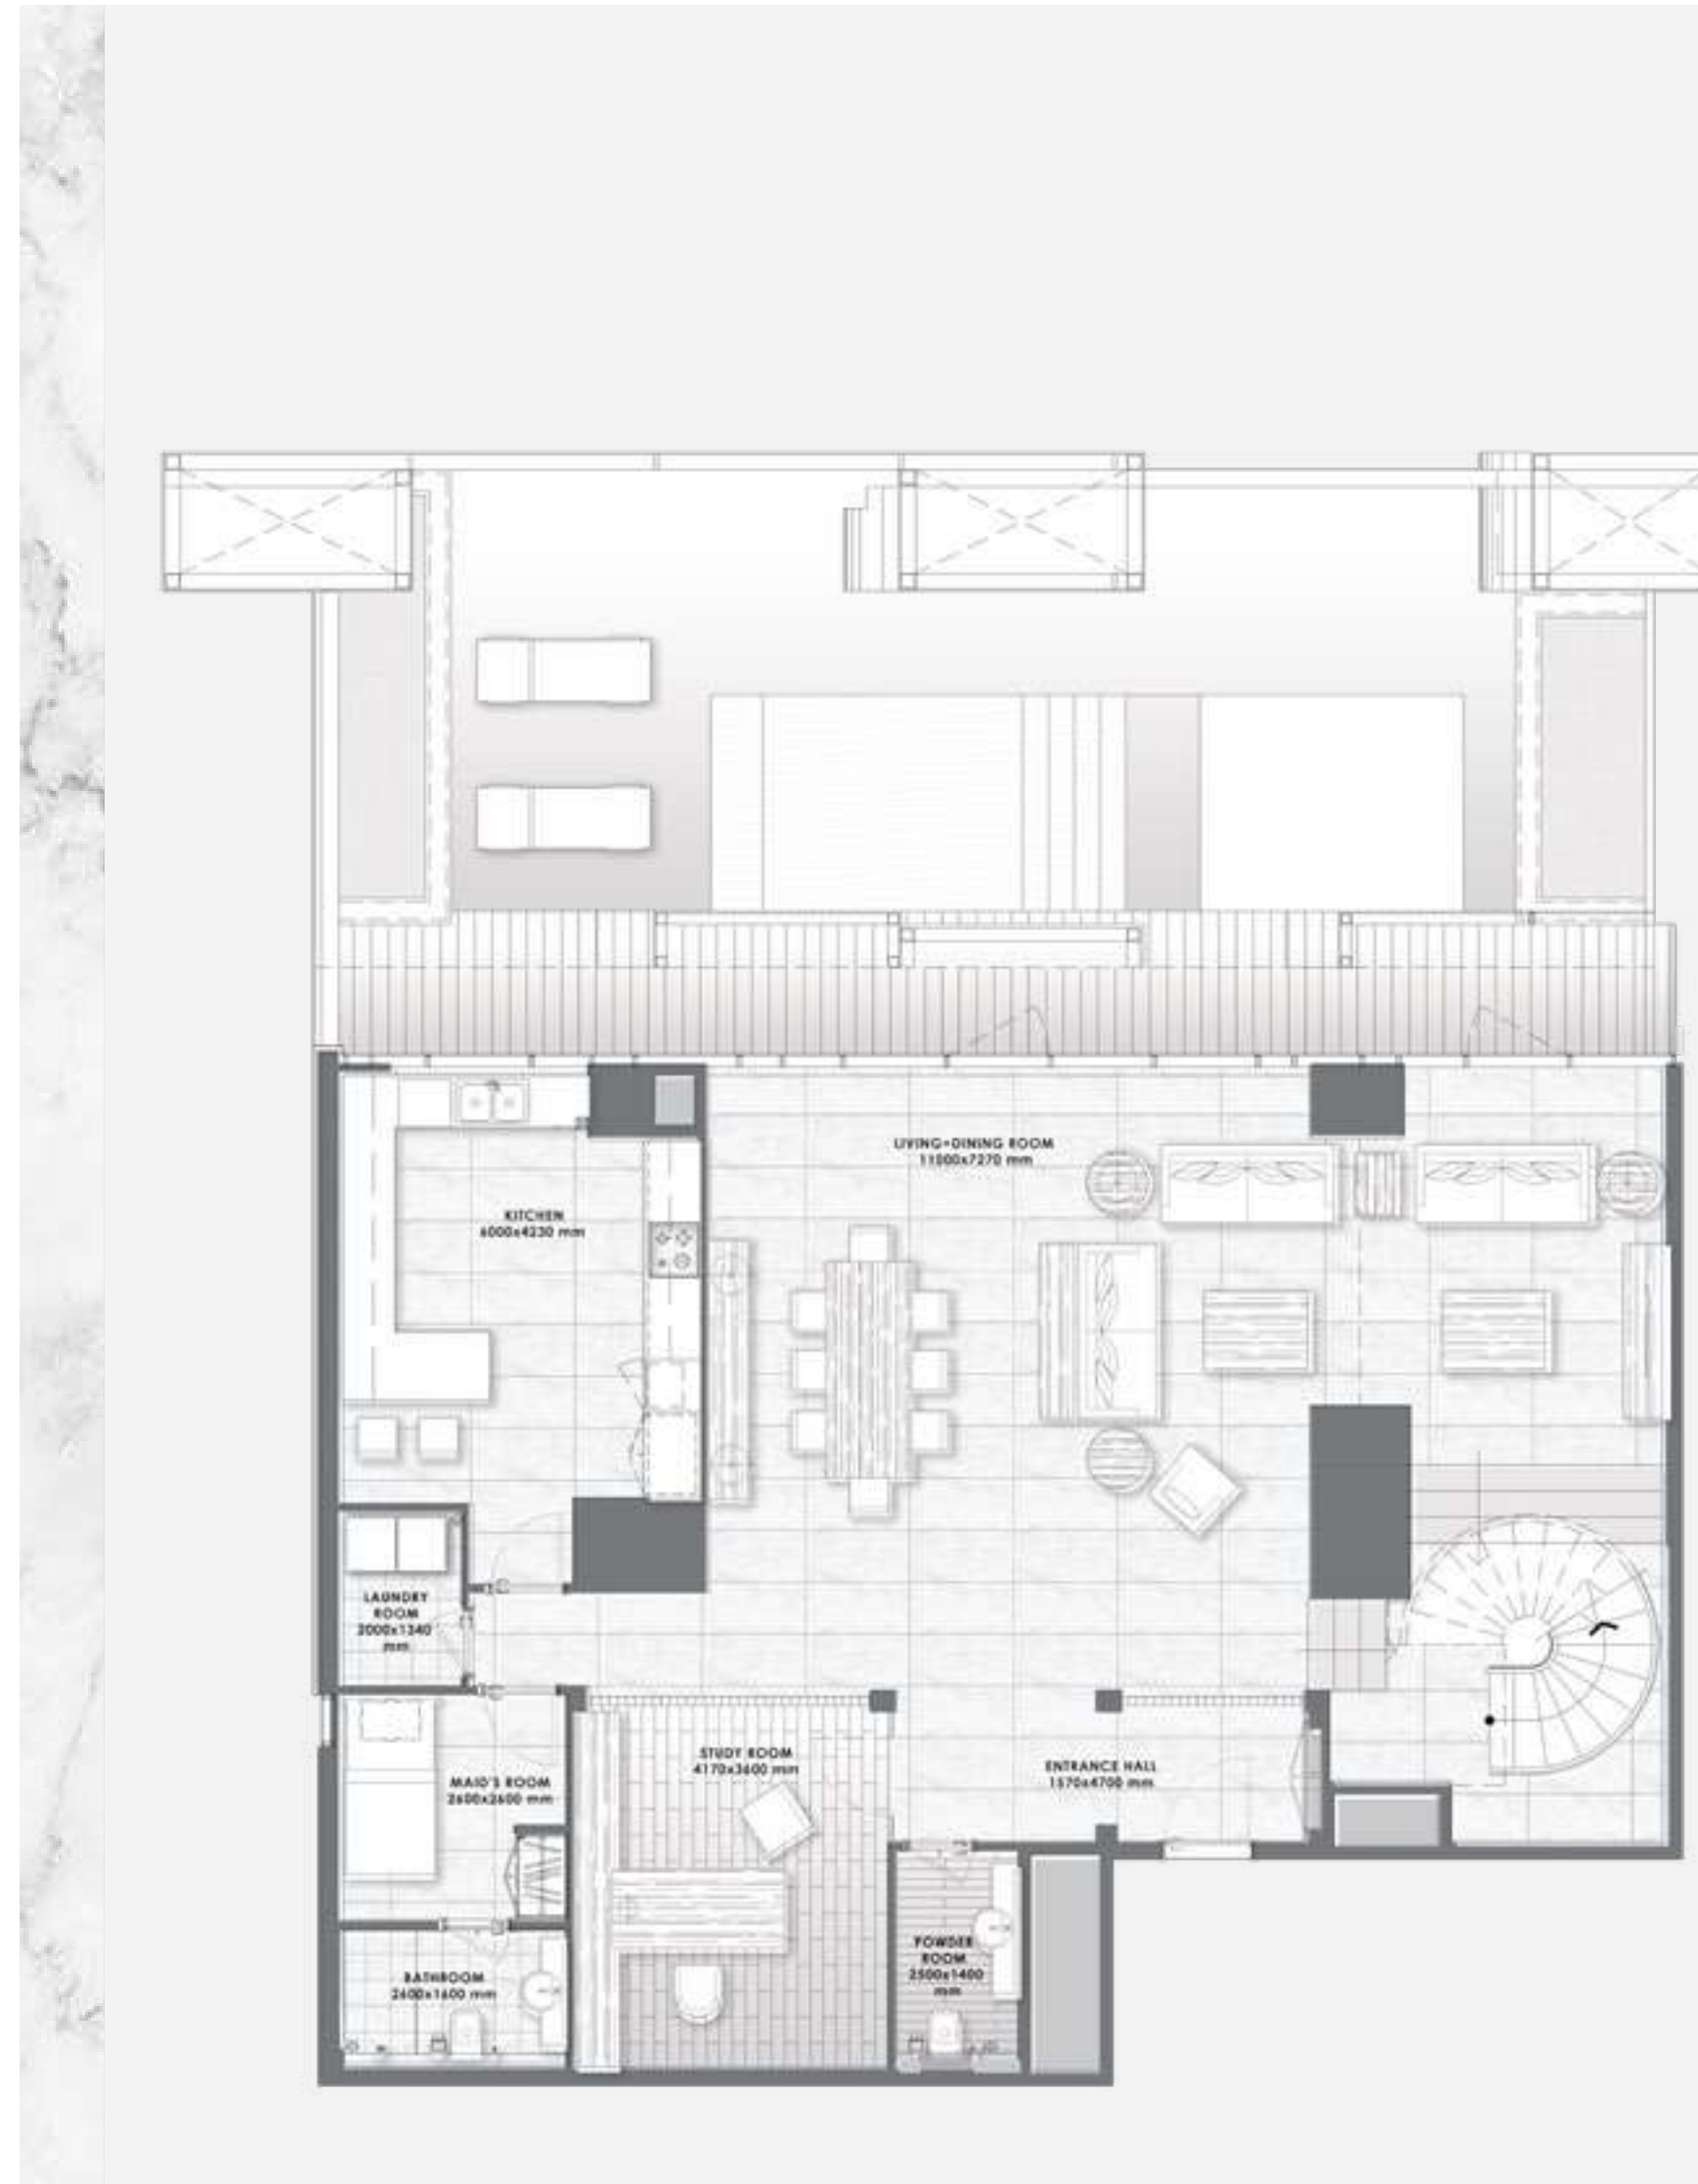 LIVING+DINING ROOM
11000x7270 mm
KITCHEN
6000x4230 mm
LAUNDRY
ROOM
2000x1340
mm
STUDY ROOM
4170x3600 mm
ENTRANCE HALL
1570x4700 mm
MAID'S ROOM
2600x2600 mm
POWDER
ROOM
2500x1400
mm
BATHROOM
2600x1600 mm